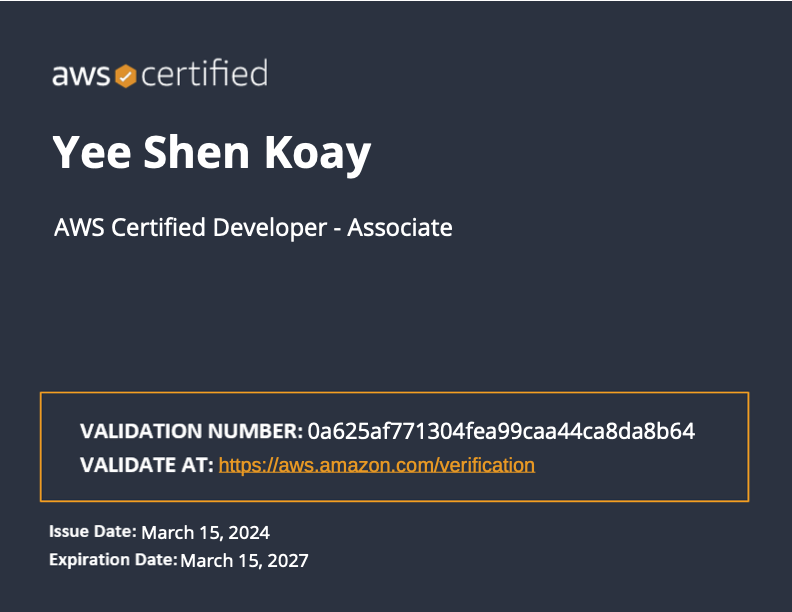 aws certified
Yee Shen Koay
AWS Certified Developer - Associate
VALIDATION NUMBER: 0a625af771304fea99caa44ca8da8b64
VALIDATE AT: https://aws.amazon.com/verification
Issue Date: March 15, 2024
Expiration Date: March 15, 2027